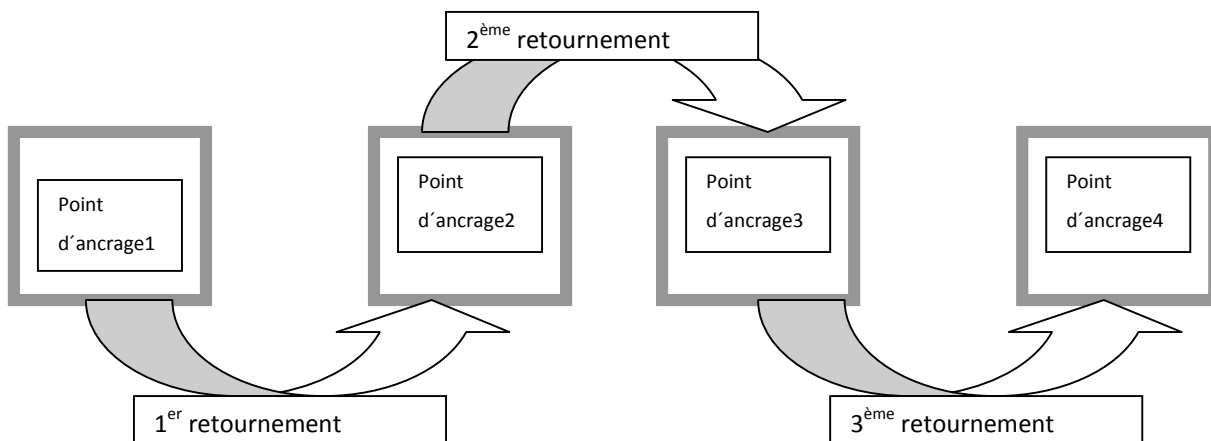 2ème retournement
Point
d´ancrage1
Point
d´ancrage2
Point
d´ancrage3
Point
d´ancrage4
1er retournement
3ème retournement